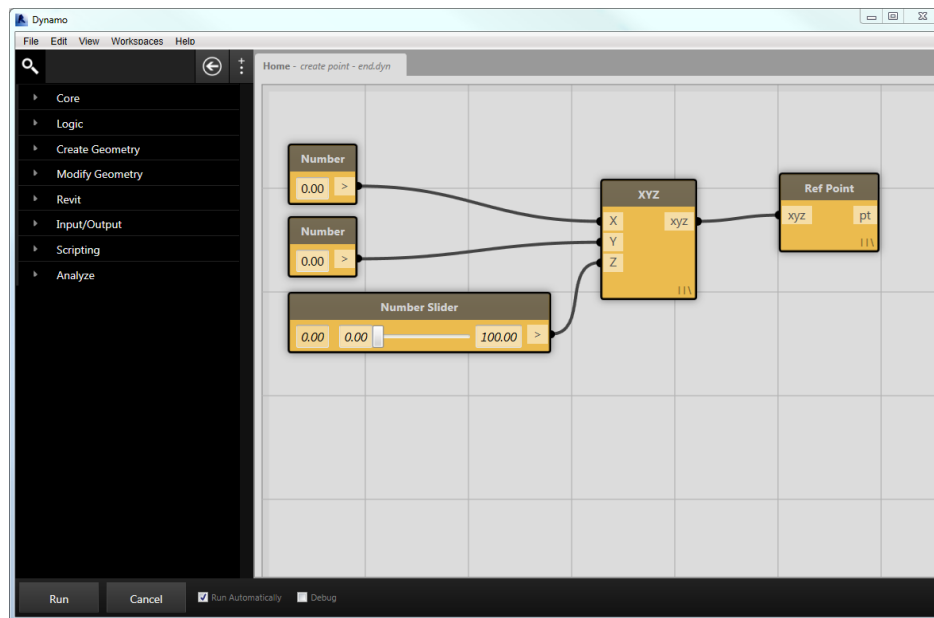 Dynamo
File Edit View Workspaces Help
Home - create point - end.dyn
Core
Logic
Create Geometry
Modify Geometry
Revit
Input/Output
Scripting
Analyze
Number
0.00 >
Number
0.00 >
Number Slider
0.00 0.00 100.00 >
XYZ
X xyz
Y
Z
Ref Point
xyz pt
Run Cancel Run Automatically Debug